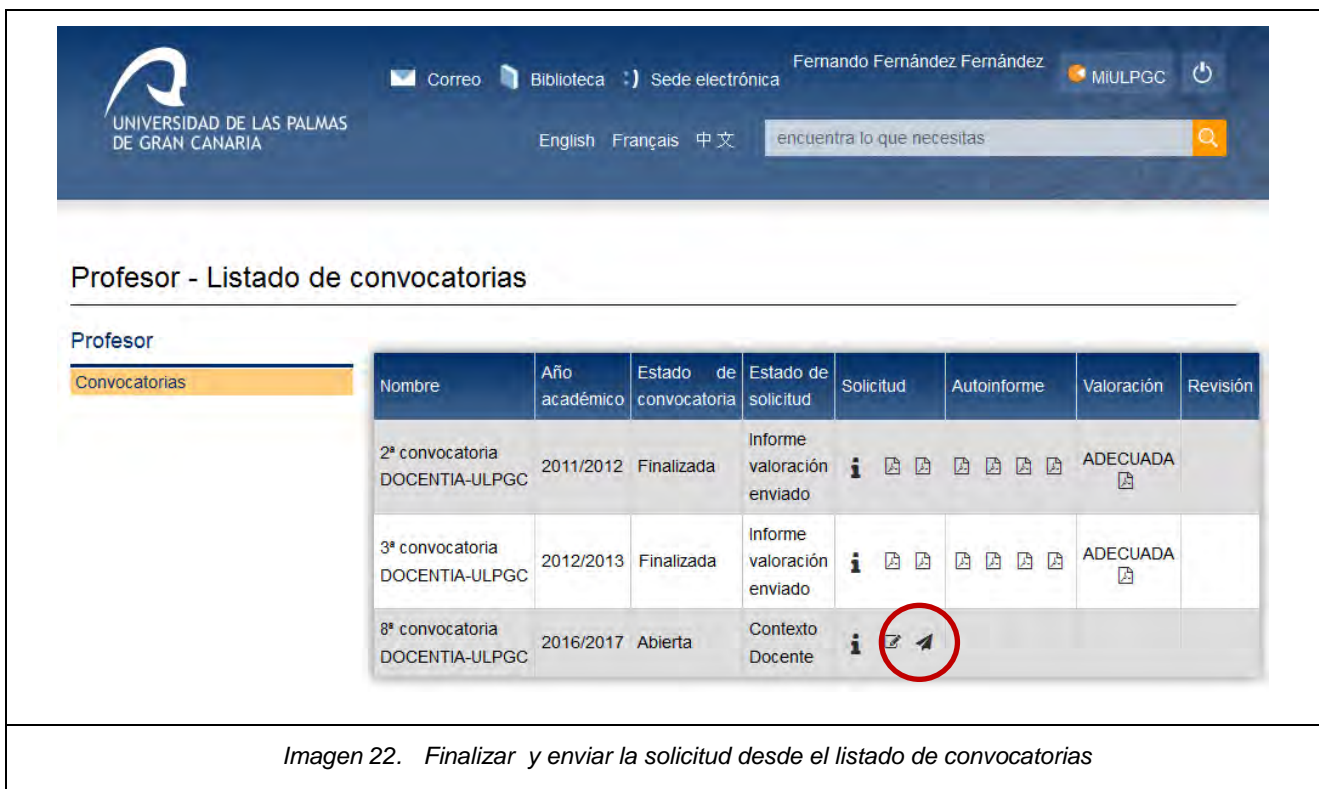 Fernando Fernández Fernández
Correo Biblioteca :) Sede electrónica
MiULPGC
UNIVERSIDAD DE LAS PALMAS
DE GRAN CANARIA
English Français 中文
encuentra lo que necesitas
Profesor - Listado de convocatorias
Profesor
Convocatorias
Nombre
Año
académico
Estado de
convocatoria
Estado de
solicitud
Solicitud
Autoinforme
Valoración
Revisión
2ª convocatoria
DOCENTIA-ULPGC
2011/2012
Finalizada
Informe
valoración
enviado
ADECUADA
3ª convocatoria
DOCENTIA-ULPGC
2012/2013
Finalizada
Informe
valoración
enviado
ADECUADA
8ª convocatoria
DOCENTIA-ULPGC
2016/2017
Abierta
Contexto
Docente
Imagen 22. Finalizar y enviar la solicitud desde el listado de convocatorias